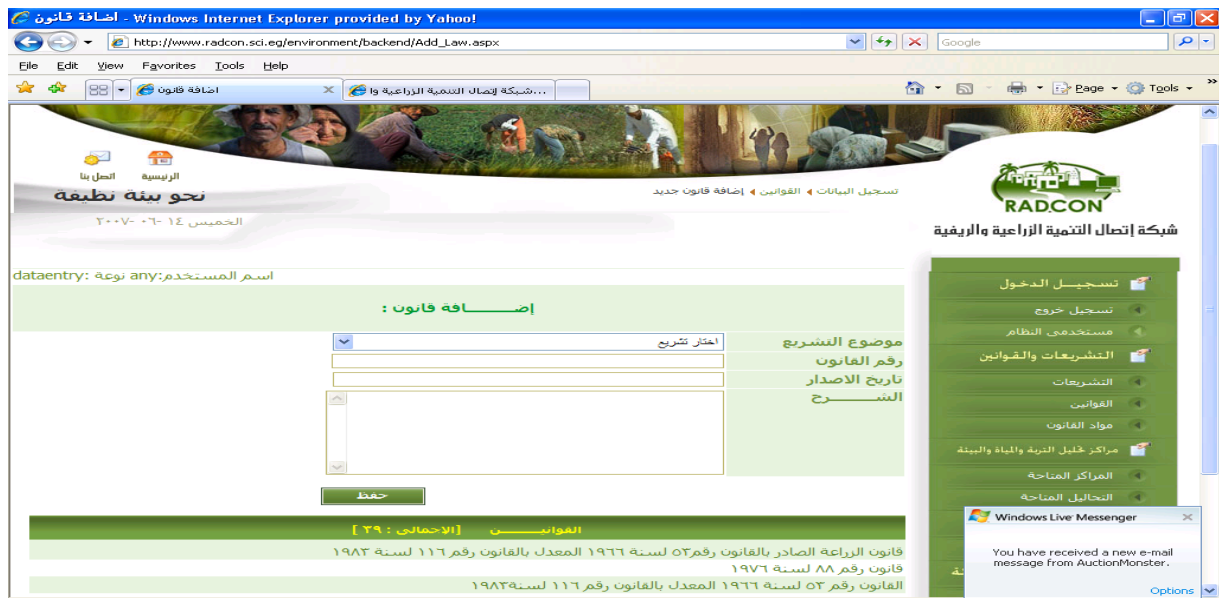 اضافة قانون - Windows Internet Explorer provided by Yahoo!
http://www.radcon.sci.eg/environment/backend/Add_Law.aspx
Google
File Edit View Favorites Tools Help
اضافة قانون
شبكة إتصال التنمية الزراعية وا...
Page Tools
الرئيسية
اتصل بنا
نحو بيئة نظيفة
الخميس ١٤ -٠٦ -٢٠٠٧
تسجيل البيانات القوانين إضافة قانون جديد
RADCON
شبكة إتصال التنمية الزراعية والريفية
اسم المستخدم:any نوعة :dataentry
إضـــــــــافة قانون :
موضوع التشريع
اختار تشريع
رقم القانون
تاريخ الاصدار
الشـــــــــرح
حفظ
القوانيـــــــن [الاجمالى : ٣٩ ]
قانون الزراعة الصادر بالقانون رقم٥٣ لسنة ١٩٦٦ المعدل بالقانون رقم ١١٦ لسنة ١٩٨٣
قانون رقم ٨٨ لسنة ١٩٧٦
القانون رقم ٥٣ لسنة ١٩٦٦ المعدل بالقانون رقم ١١٦ لسنة١٩٨٣
تسـجيـــل الدخول
تسجيل خروج
مستخدمى النظام
التشريعات والقوانين
التشريعات
القوانين
مواد القانون
مراكز تحليل التربة والمياة والبيئة
المراكز المتاحة
التحاليل المتاحة
Windows Live Messenger
You have received a new e-mail
message from AuctionMonster.
Options